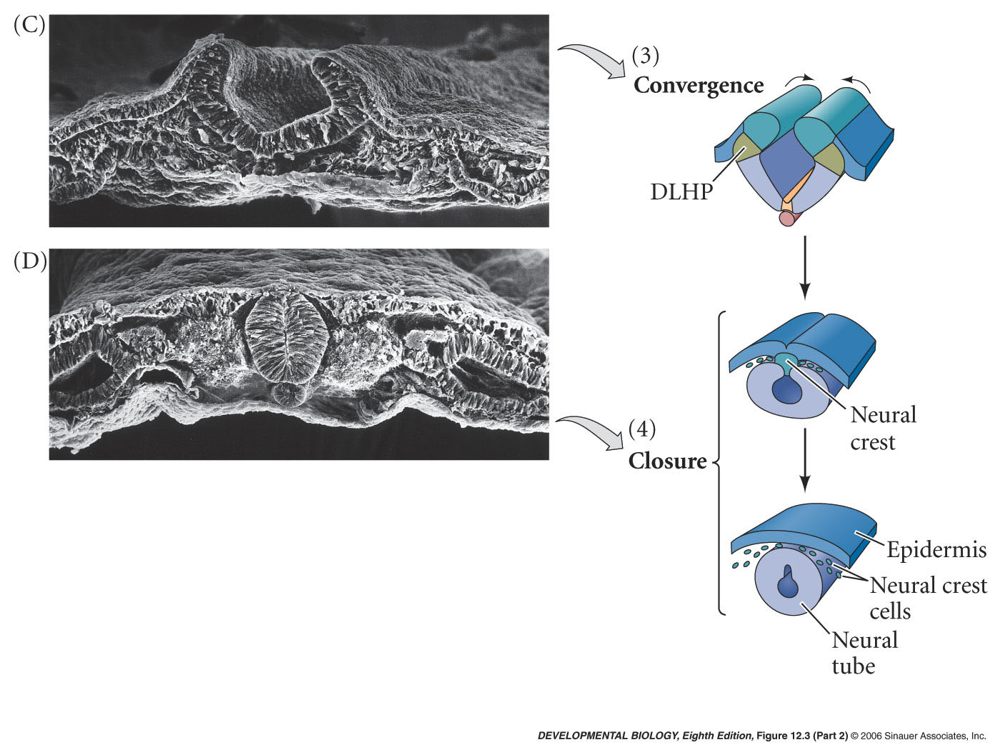 (C)
(3)
Convergence
DLHP
(D)
Neural
crest
(4)
Closure
Epidermis
Neural crest
cells
Neural
tube
DEVELOPMENTAL BIOLOGY, Eighth Edition, Figure 12.3 (Part 2) © 2006 Sinauer Associates, Inc.